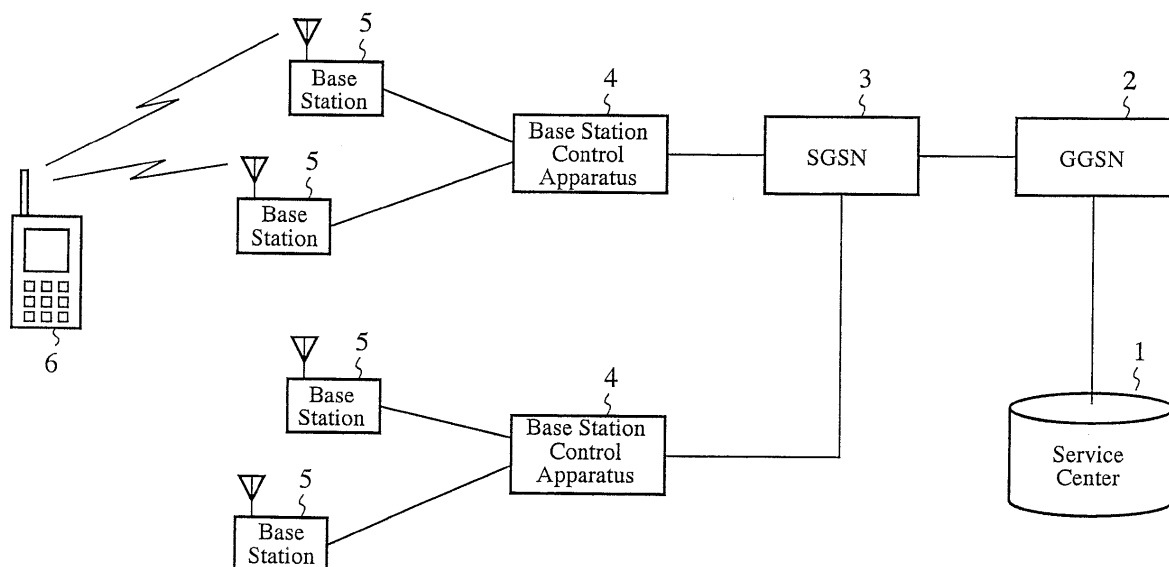 5
Base
Station
4
Base Station
Control
Apparatus
3
SGSN
2
GGSN
5
Base
Station
6
5
Base
Station
4
Base Station
Control
Apparatus
1
Service
Center
5
Base
Station